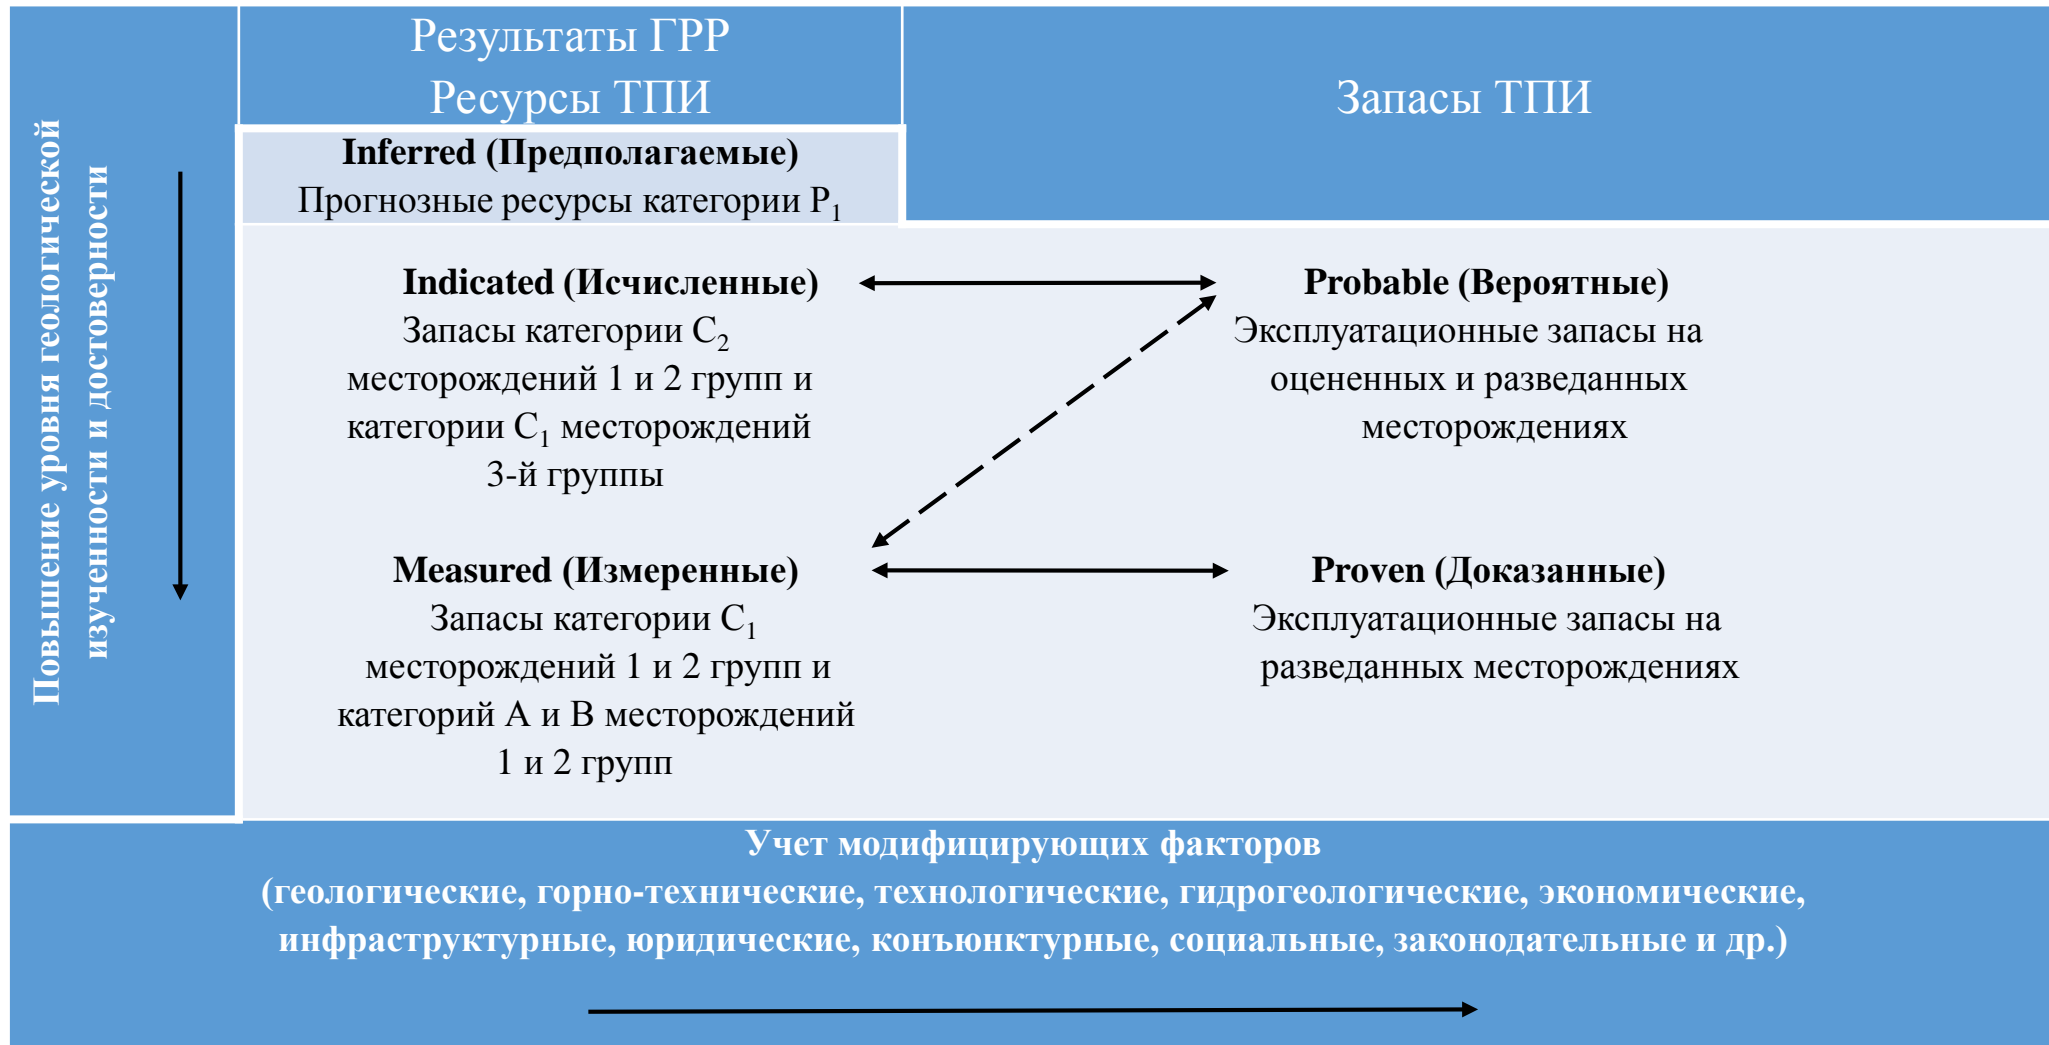 Повышение уровня геологической
изученности и достоверности
Результаты ГРР
Ресурсы ТПИ
Запасы ТПИ
Inferred (Предполагаемые)
Прогнозные ресурсы категории P₁
Indicated (Исчисленные)
Запасы категории C₂
месторождений 1 и 2 групп и
категории C₁ месторождений
3-й группы
Probable (Вероятные)
Эксплуатационные запасы на
оцененных и разведанных
месторождениях
Measured (Измеренные)
Запасы категории C₁
месторождений 1 и 2 групп и
категорий А и В месторождений
1 и 2 групп
Proven (Доказанные)
Эксплуатационные запасы на
разведанных месторождениях
Учет модифицирующих факторов
(геологические, горно-технические, технологические, гидрогеологические, экономические,
инфраструктурные, юридические, конъюнктурные, социальные, законодательные и др.)